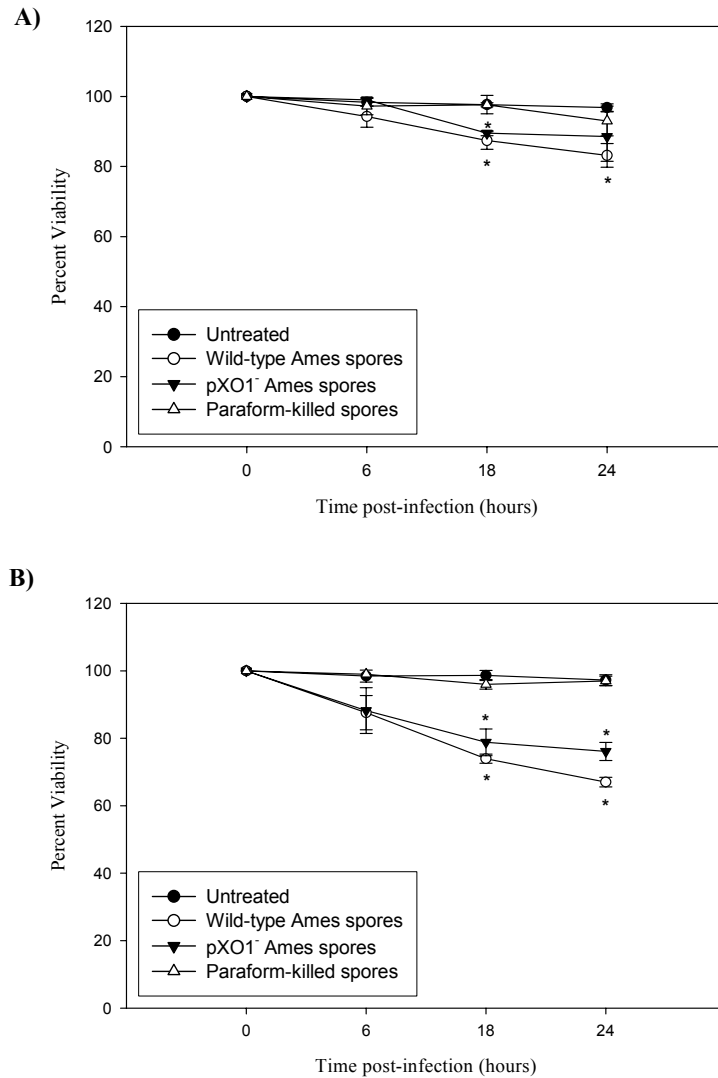 A)
120
100
80
60
40
20
0
Percent Viability
*
*
*
Untreated
Wild-type Ames spores
pXO1⁻ Ames spores
Paraform-killed spores
0 6 18 24
Time post-infection (hours)
B)
120
100
80
60
40
20
0
Percent Viability
*
*
*
*
Untreated
Wild-type Ames spores
pXO1⁻ Ames spores
Paraform-killed spores
0 6 18 24
Time post-infection (hours)